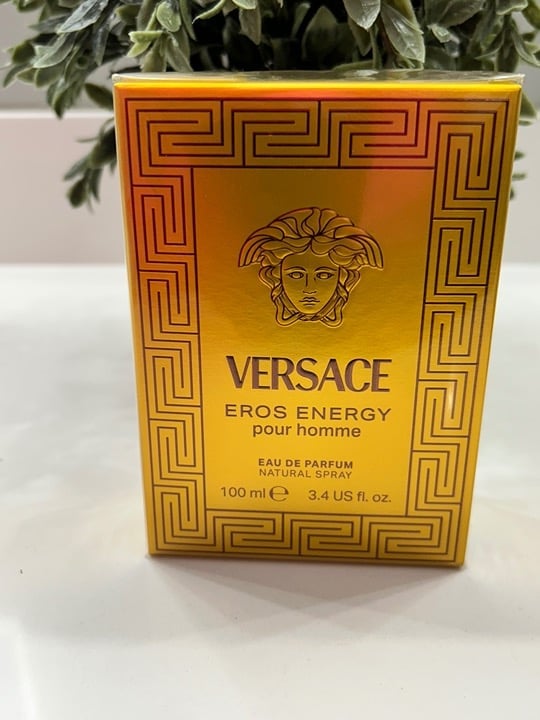 VERSACE
EROS ENERGY
pour homme
EAU DE PARFUM
NATURAL SPRAY
100 ml ℮ 3.4 US fl. oz.